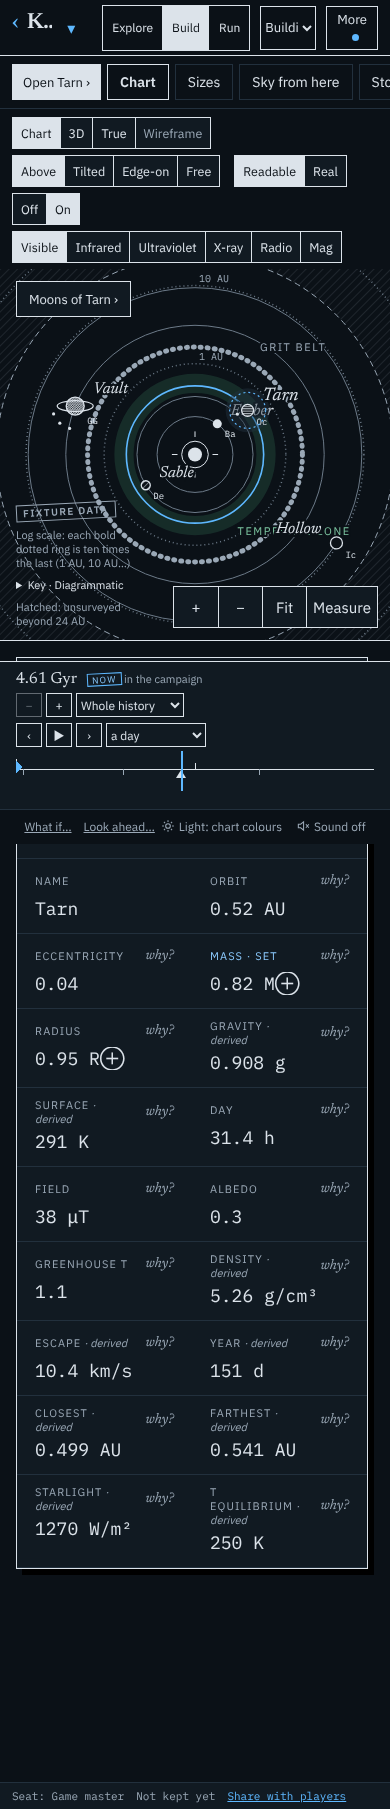 ‹ K..
Explore Build Run Buildi More
Open Tarn › Chart Sizes Sky from here Sto
Chart 3D True Wireframe
Above Tilted Edge-on Free Readable Real
Off On
Visible Infrared Ultraviolet X-ray Radio Mag
10 AU
Moons of Tarn ›
GRIT BELT
1 AU
Vault
Tarn
Ember
Gs
Oc
Ba
Sable
De
FIXTURE DATA
TEMP ZONE
Hollow
Ic
Log scale: each bold
dotted ring is ten times
the last (1 AU, 10 AU…)
▶ Key · Diagrammatic
Hatched: unsurveyed
beyond 24 AU
+ − Fit Measure
4.61 Gyr NOW in the campaign
− + Whole history
‹ ▶ › a day
What if… Look ahead… Light: chart colours Sound off
NAME
Tarn
ORBIT why?
0.52 AU
ECCENTRICITY why?
0.04
MASS · SET why?
0.82 M⊕
RADIUS why?
0.95 R⊕
GRAVITY · derived why?
0.908 g
SURFACE · derived why?
291 K
DAY why?
31.4 h
FIELD why?
38 µT
ALBEDO why?
0.3
GREENHOUSE T why?
1.1
DENSITY · derived why?
5.26 g/cm³
ESCAPE · derived why?
10.4 km/s
YEAR · derived why?
151 d
CLOSEST · derived why?
0.499 AU
FARTHEST · derived why?
0.541 AU
STARLIGHT · derived why?
1270 W/m²
T EQUILIBRIUM · derived why?
250 K
Seat: Game master Not kept yet Share with players